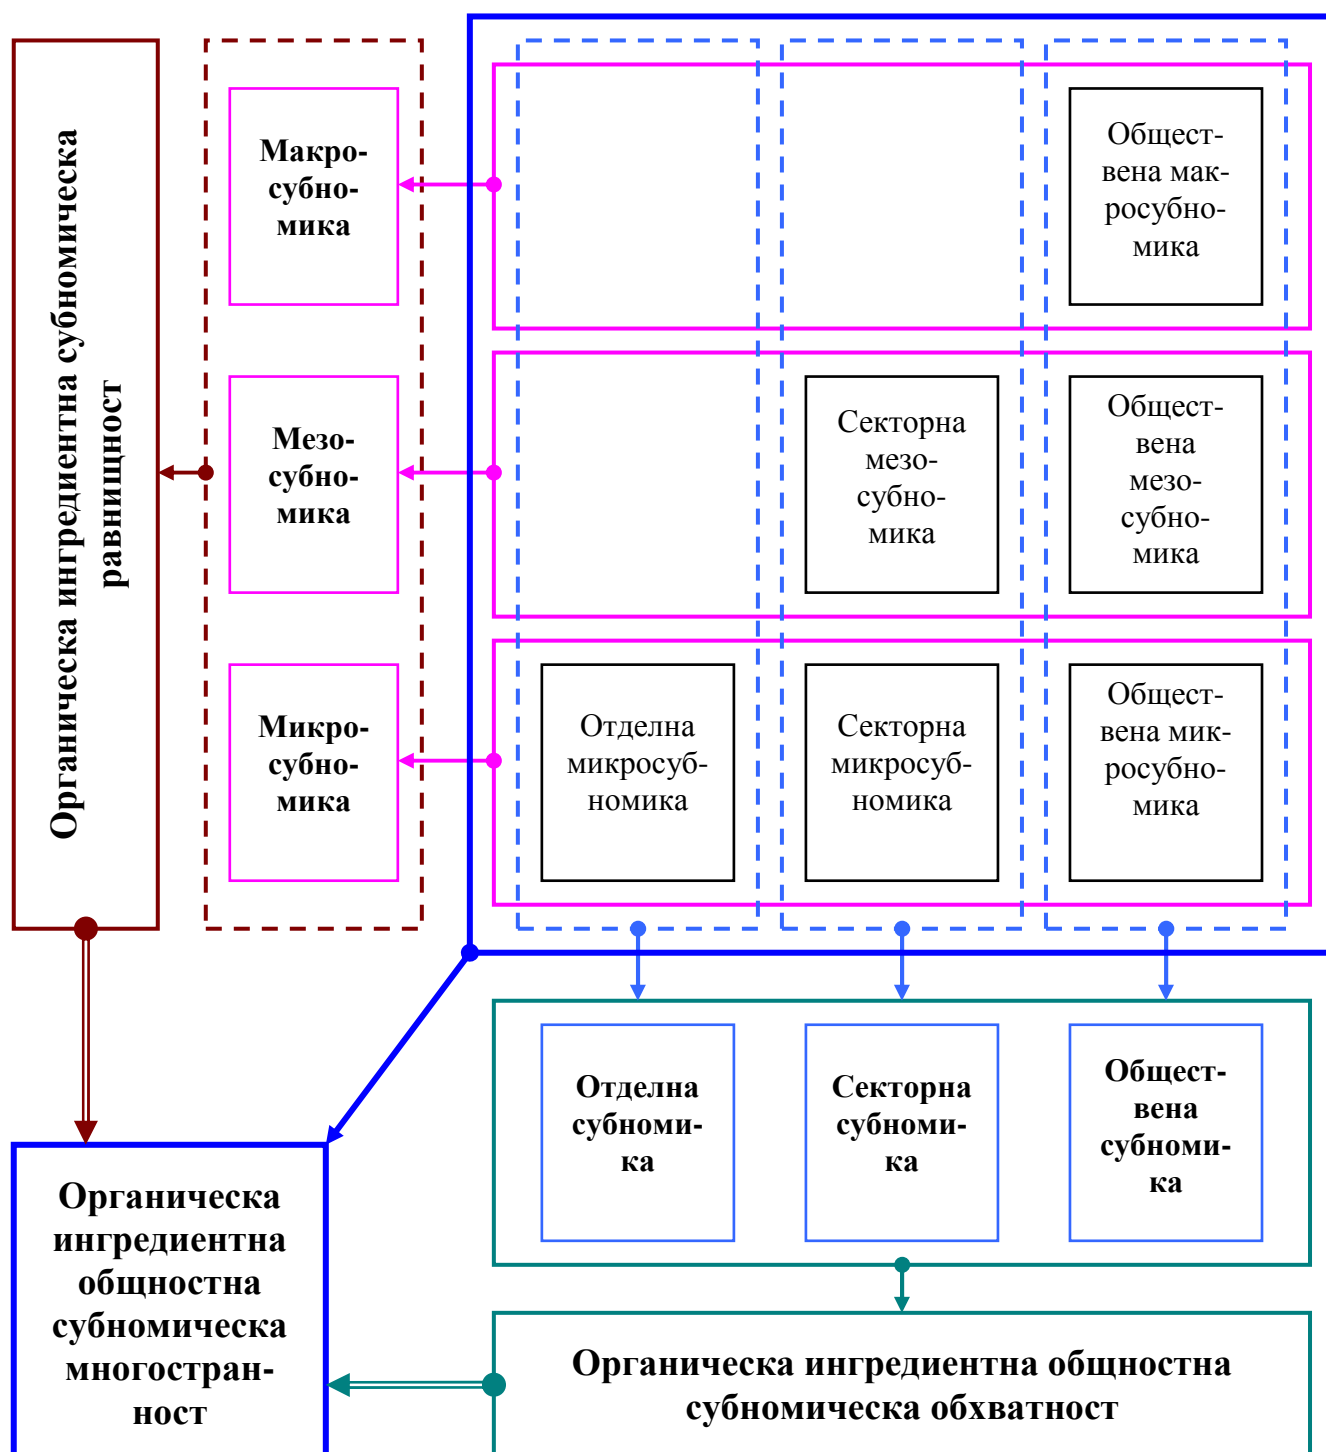 Органическа ингредиентна субномическа
равнищност
Макро-
субно-
мика
Мезо-
субно-
мика
Микро-
субно-
мика
Общест-
вена мак-
росубно-
мика
Секторна
мезо-
субно-
мика
Общест-
вена
мезо-
субно-
мика
Отделна
микросуб-
номика
Секторна
микросуб-
номика
Общест-
вена мик-
росубно-
мика
Отделна
субноми-
ка
Секторна
субноми-
ка
Общест-
вена
субноми-
ка
Органическа
ингредиентна
общностна
субномическа
многостран-
ност
Органическа ингредиентна общностна
субномическа обхватност